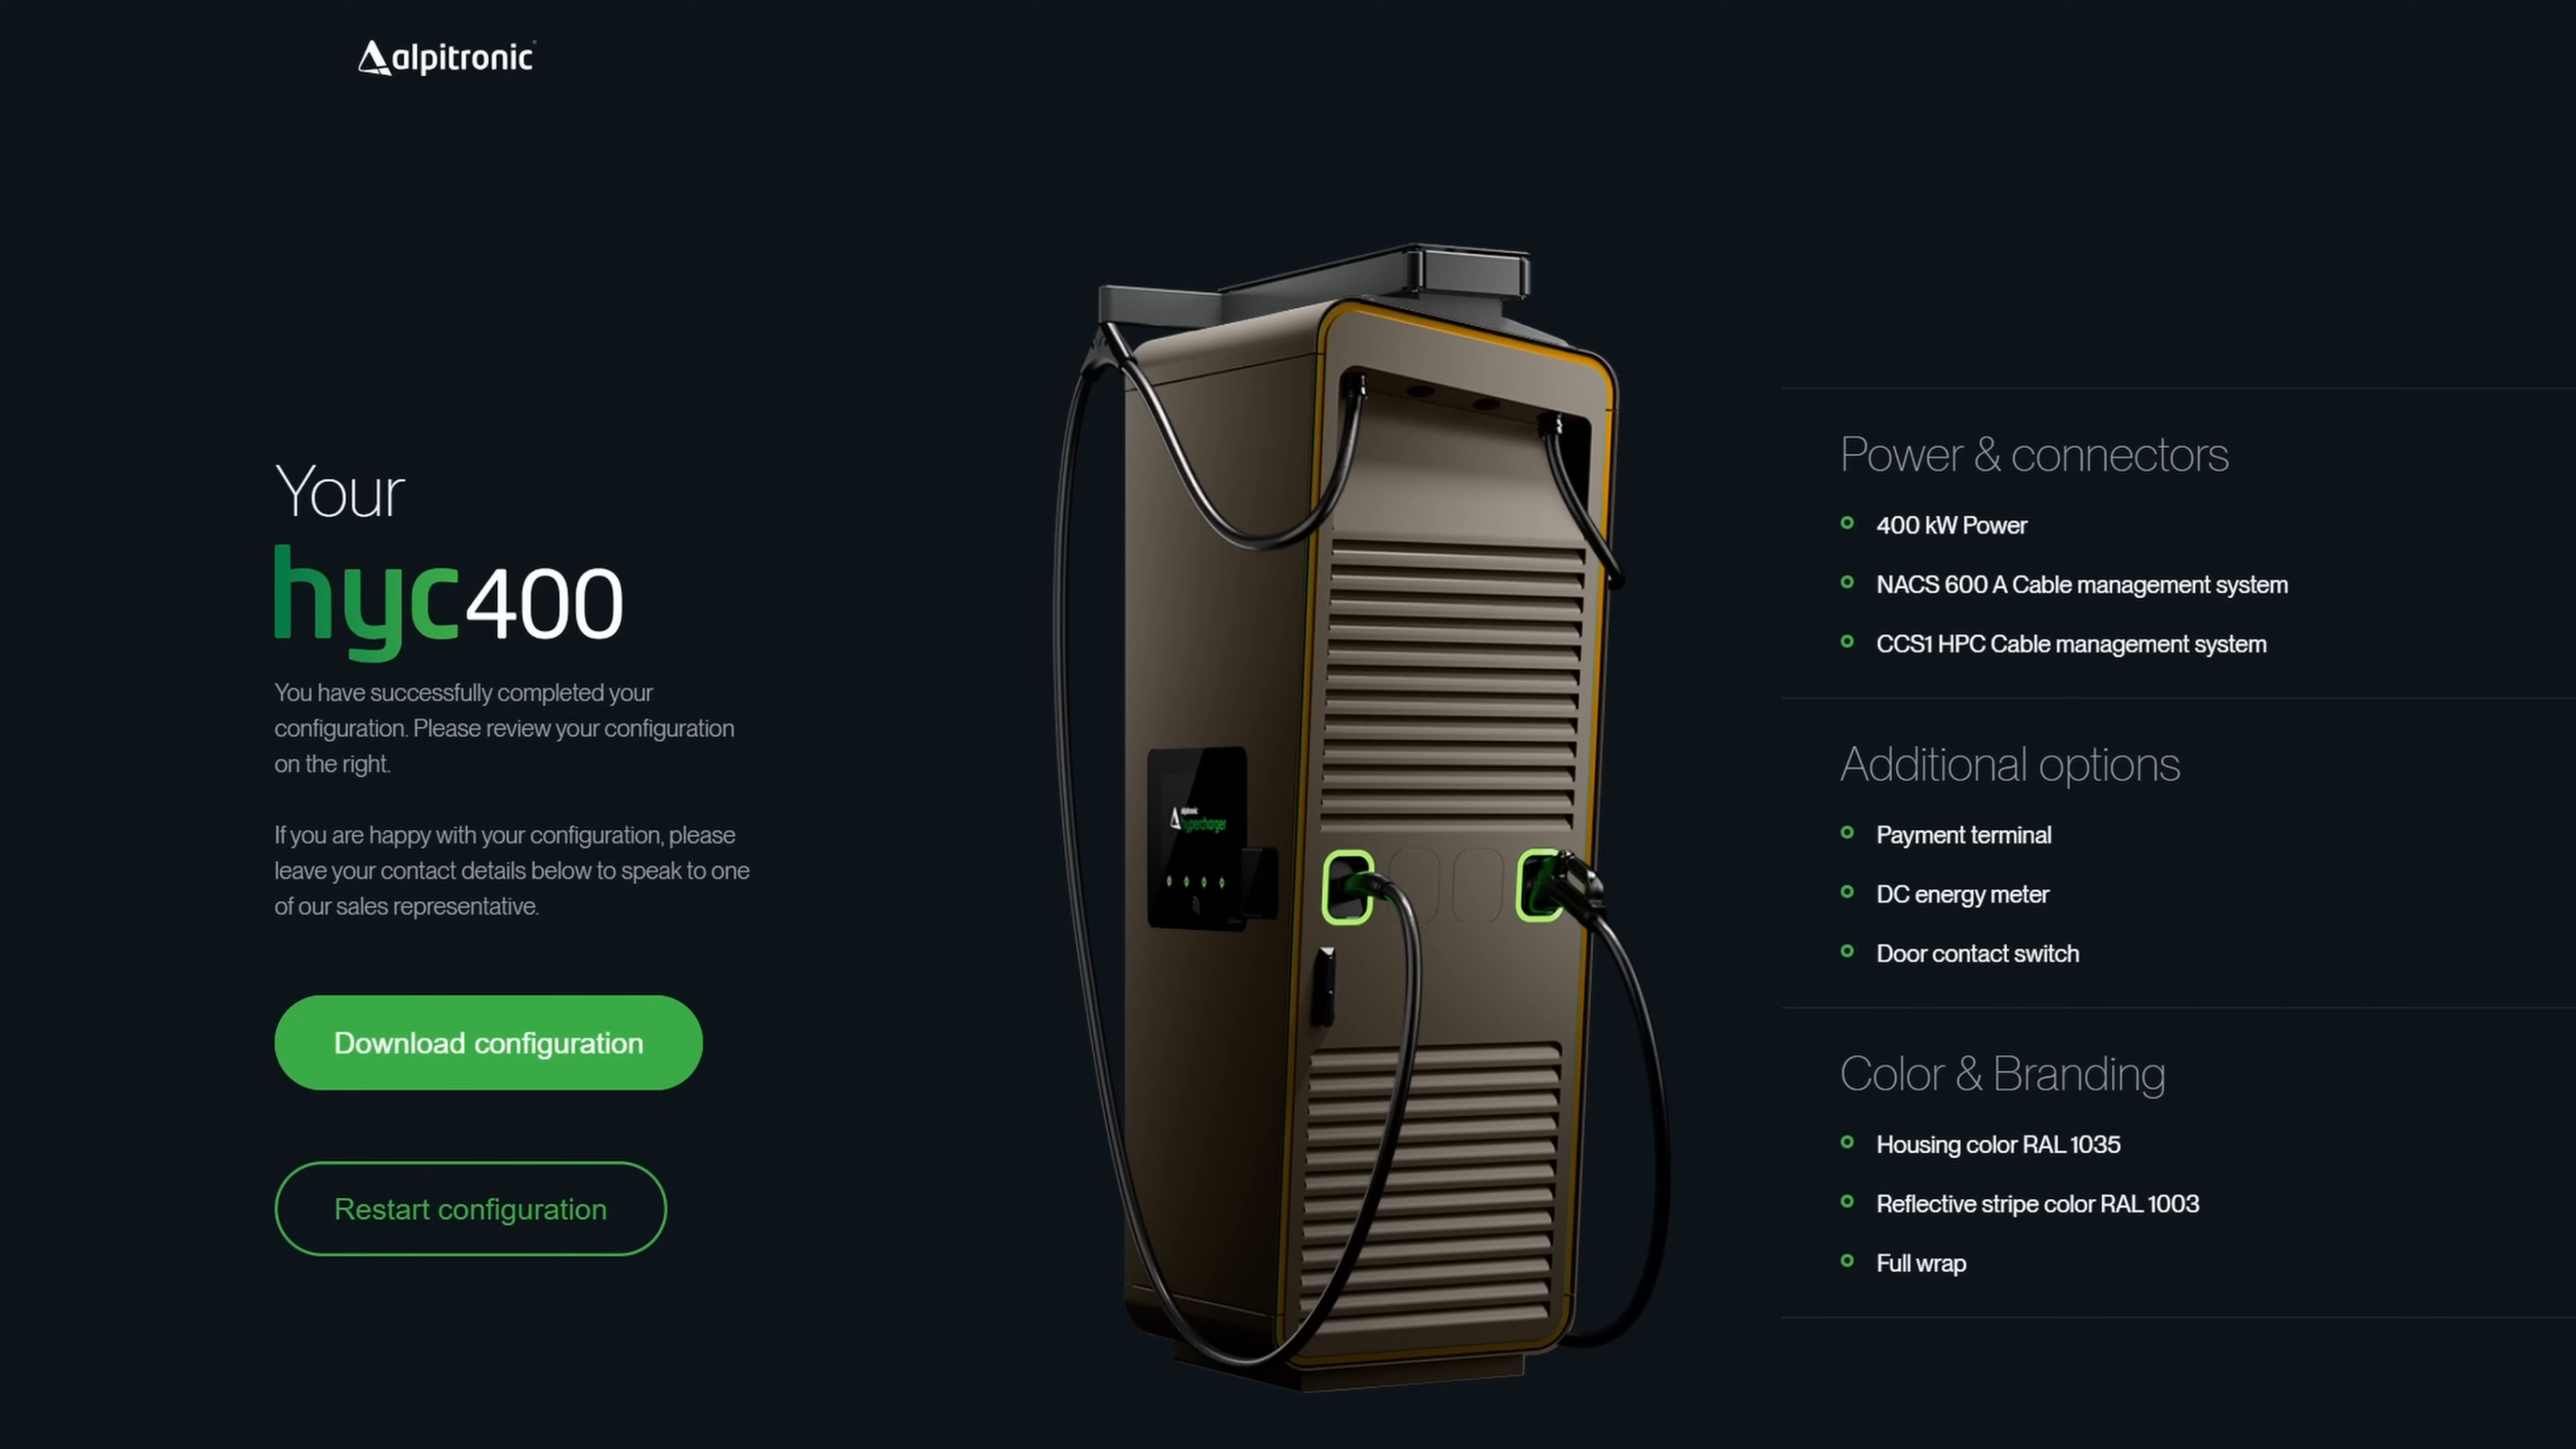 alpitronic
Your
hyc400
You have successfully completed your
configuration. Please review your configuration
on the right.
If you are happy with your configuration, please
leave your contact details below to speak to one
of our sales representative.
Download configuration
Restart configuration
alpitronic
hypercharger
Power & connectors
400 kW Power
NACS 600 A Cable management system
CCS1 HPC Cable management system
Additional options
Payment terminal
DC energy meter
Door contact switch
Color & Branding
Housing color RAL 1035
Reflective stripe color RAL 1003
Full wrap